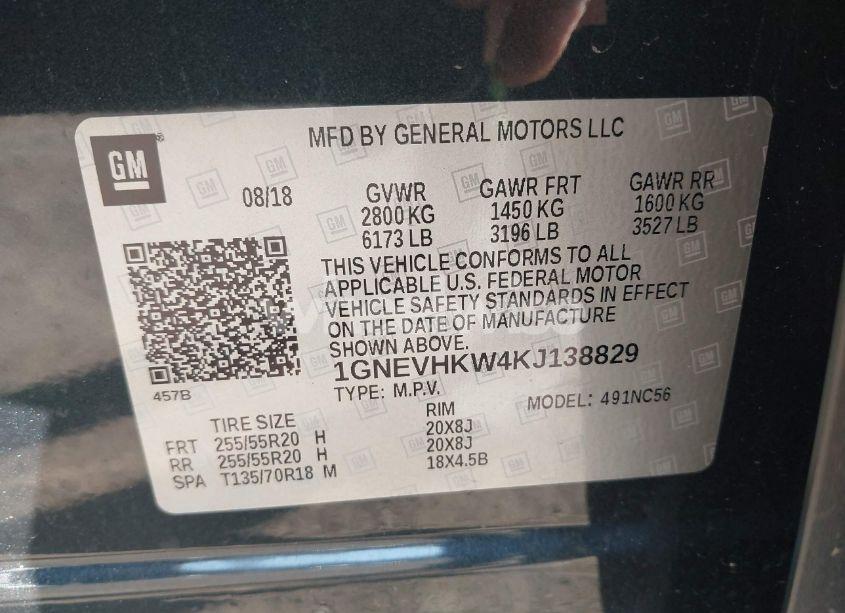 GM
MFD BY GENERAL MOTORS LLC
08/18
GVWR GAWR FRT GAWR RR
2800 KG 1450 KG 1600 KG
6173 LB 3196 LB 3527 LB
THIS VEHICLE CONFORMS TO ALL
APPLICABLE U.S. FEDERAL MOTOR
VEHICLE SAFETY STANDARDS IN EFFECT
ON THE DATE OF MANUFACTURE
SHOWN ABOVE.
1GNEVHKW4KJ138829
457B
TYPE: M.P.V. MODEL: 491NC56
TIRE SIZE RIM
FRT 255/55R20 H 20X8J
RR 255/55R20 H 20X8J
SPA T135/70R18 M 18X4.5B